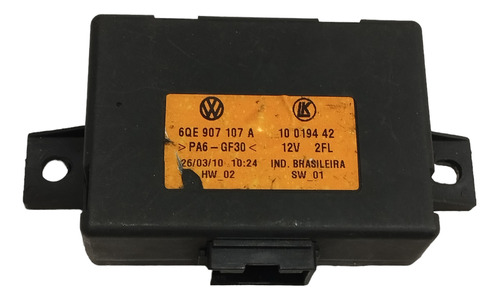 6QE 907 107 A 10 0194 42
>PA6-GF30< 12V 2FL
26/03/10 10:24 IND. BRASILEIRA
HW_02 SW_01